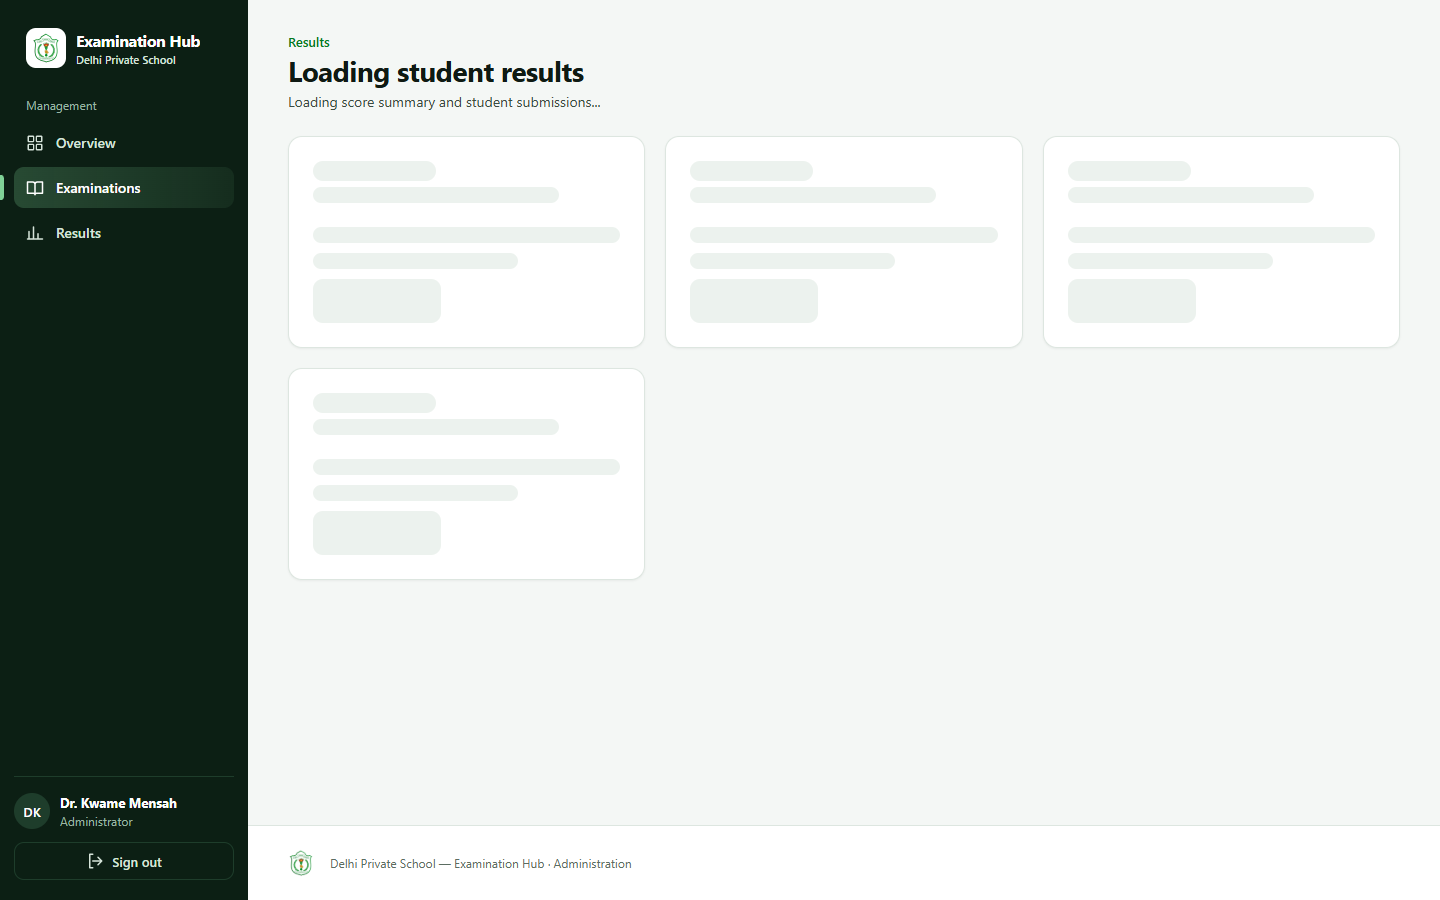 Examination Hub
Delhi Private School
Management
Overview
Examinations
Results
DK
Dr. Kwame Mensah
Administrator
Sign out
Results
Loading student results
Loading score summary and student submissions...
Delhi Private School — Examination Hub · Administration